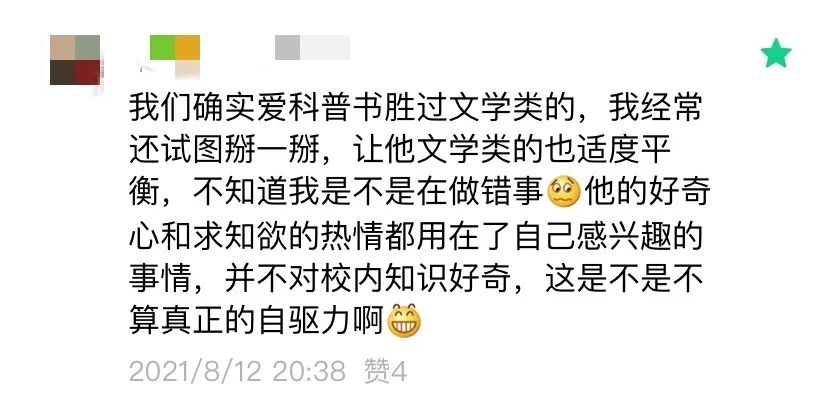 我们确实爱科普书胜过文学类的，我经常
还试图掰一掰，让他文学类的也适度平
衡，不知道我是不是在做错事😟他的好奇
心和求知欲的热情都用在了自己感兴趣的
事情，并不对校内知识好奇，这是不是不
算真正的自驱力啊😁
2021/8/12 20:38 赞4